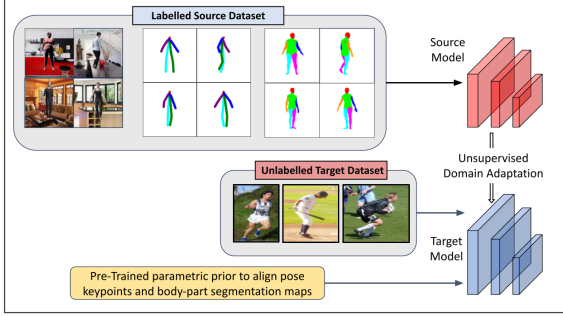 Labelled Source Dataset
Source
Model
Unsupervised
Domain Adaptation
Unlabelled Target Dataset
Target
Model
Pre-Trained parametric prior to align pose
keypoints and body-part segmentation maps